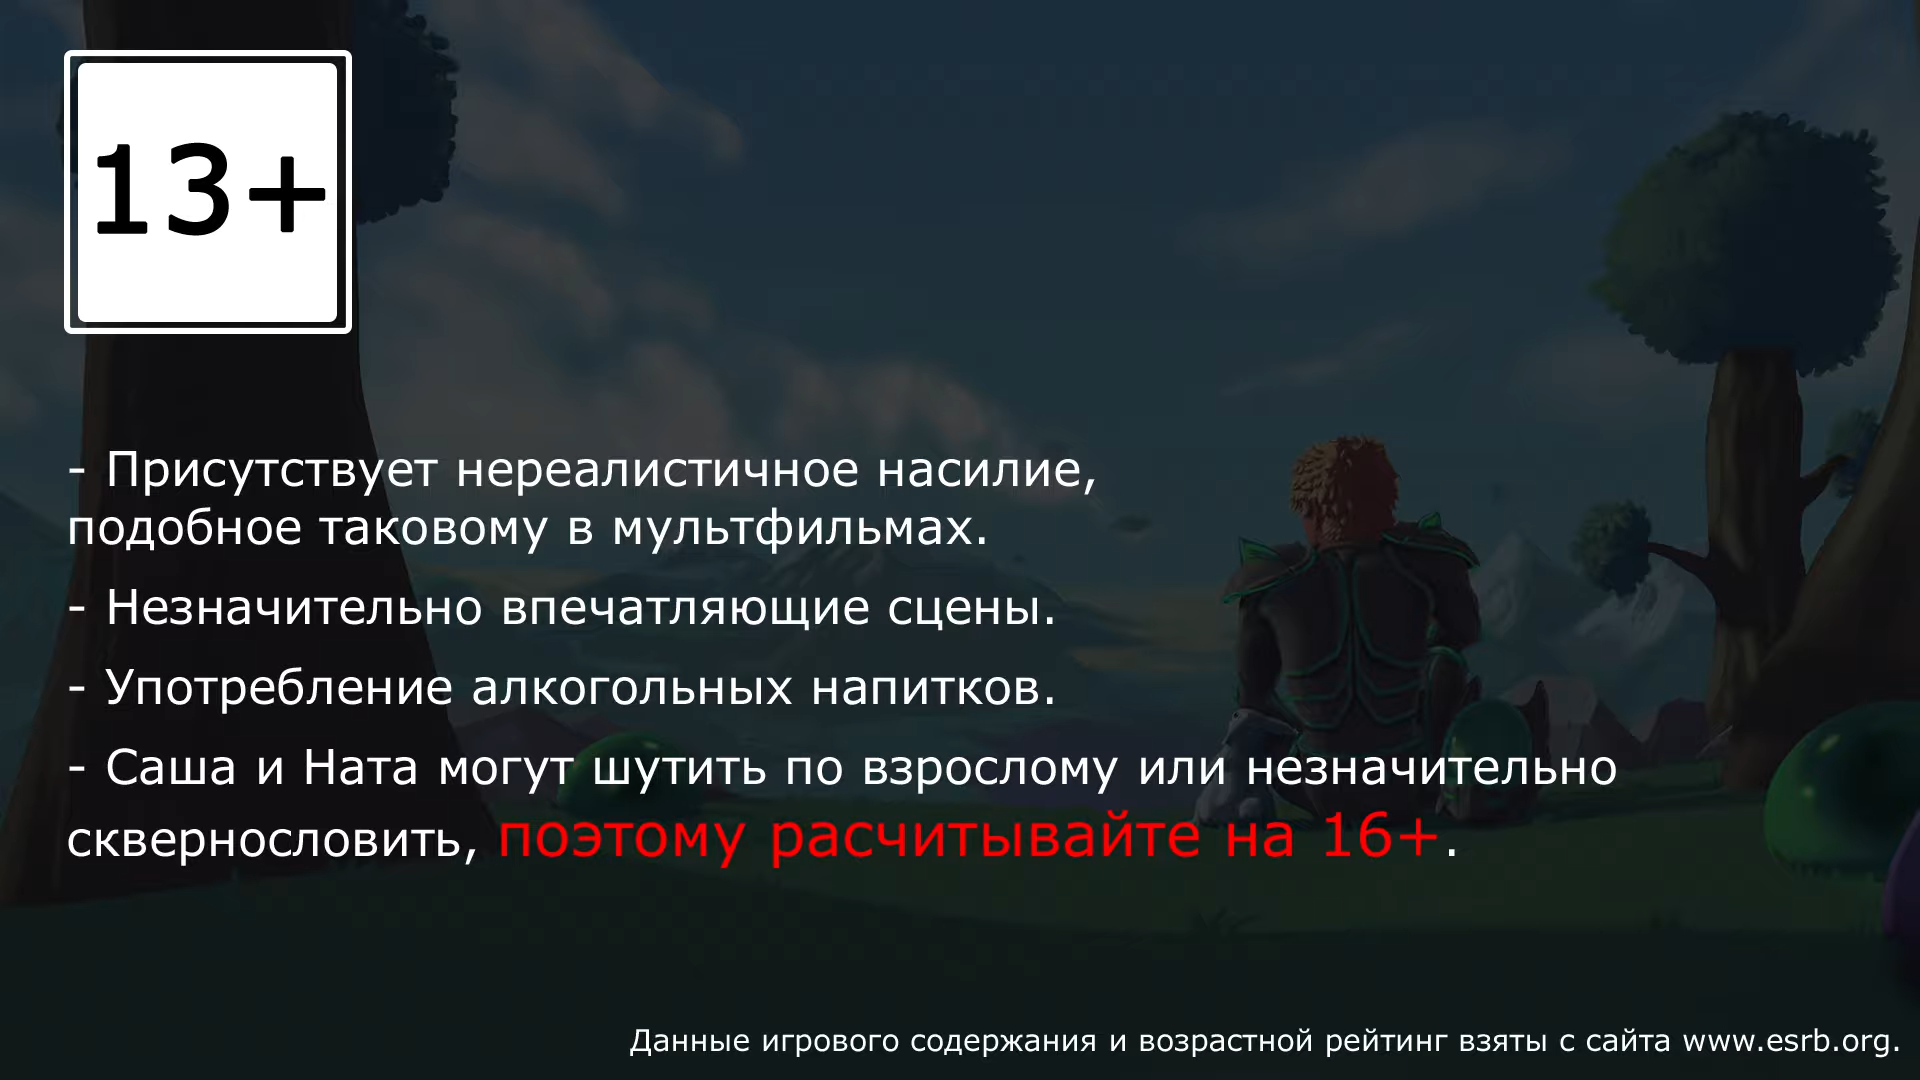 13+
- Присутствует нереалистичное насилие,
подобное таковому в мультфильмах.
- Незначительно впечатляющие сцены.
- Употребление алкогольных напитков.
- Саша и Ната могут шутить по взрослому или незначительно
сквернословить, поэтому расчитывайте на 16+.
Данные игрового содержания и возрастной рейтинг взяты с сайта www.esrb.org.